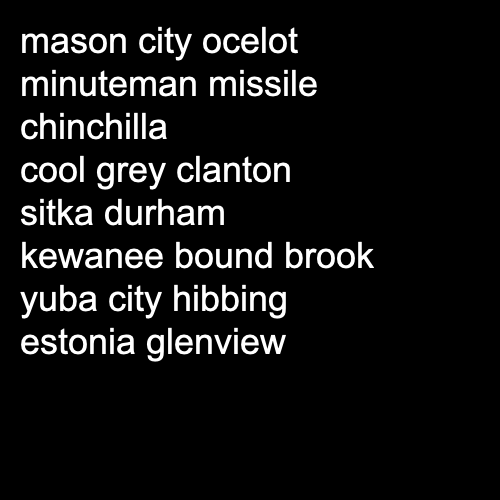 mason city ocelot
minuteman missile
chinchilla
cool grey clanton
sitka durham
kewanee bound brook
yuba city hibbing
estonia glenview